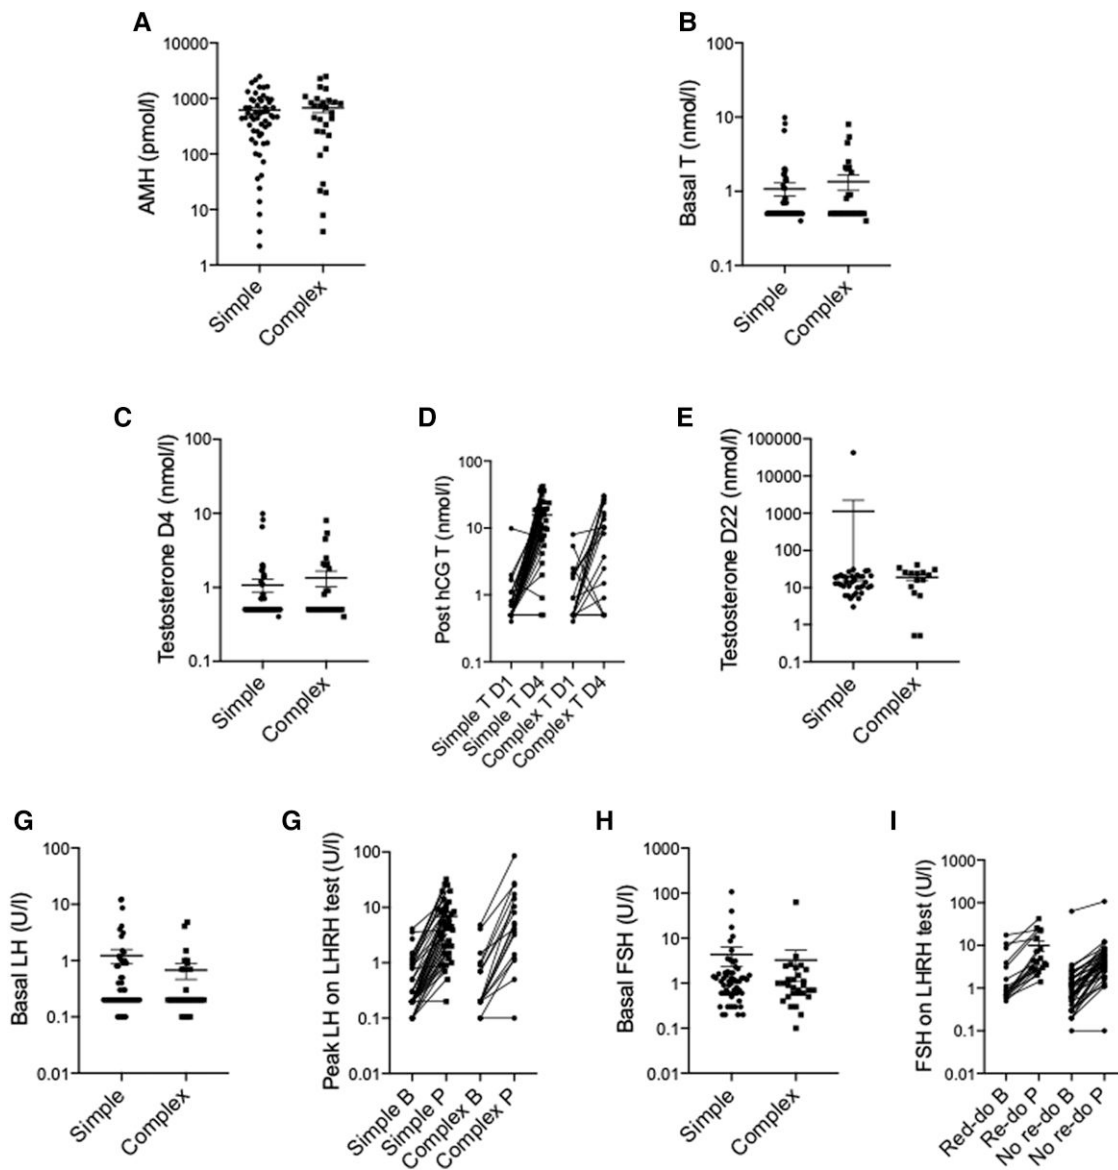 A
AMH (pmol/l)
10000
1000
100
10
1
Simple
Complex
B
Basal T (nmol/l)
100
10
1
0.1
Simple
Complex
C
Testosterone D4 (nmol/l)
100
10
1
0.1
Simple
Complex
D
Post hCG T (nmol/l)
100
10
1
0.1
Simple T D1
Simple T D4
Complex T D1
Complex T D4
E
Testosterone D22 (nmol/l)
100000
10000
1000
100
10
1
0.1
Simple
Complex
G
Basal LH (U/l)
100
10
1
0.1
0.01
Simple
Complex
G
Peak LH on LHRH test (U/l)
100
10
1
0.1
0.01
Simple B
Simple P
Complex B
Complex P
H
Basal FSH (U/l)
1000
100
10
1
0.1
0.01
Simple
Complex
I
FSH on LHRH test (U/l)
1000
100
10
1
0.1
0.01
Red-do B
Re-do P
No re-do B
No re-do P